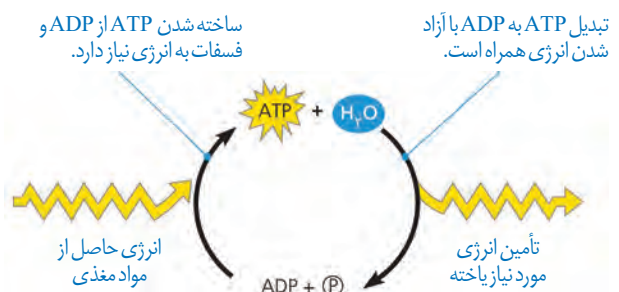 تبدیل ATP به ADP با آزاد
شدن انرژی همراه است.
ساخته شدن ATP از ADP و
فسفات به انرژی نیاز دارد.
ATP + H₂O
تأمین انرژی
مورد نیاز یاخته
انرژی حاصل از
مواد مغذی
ADP + P